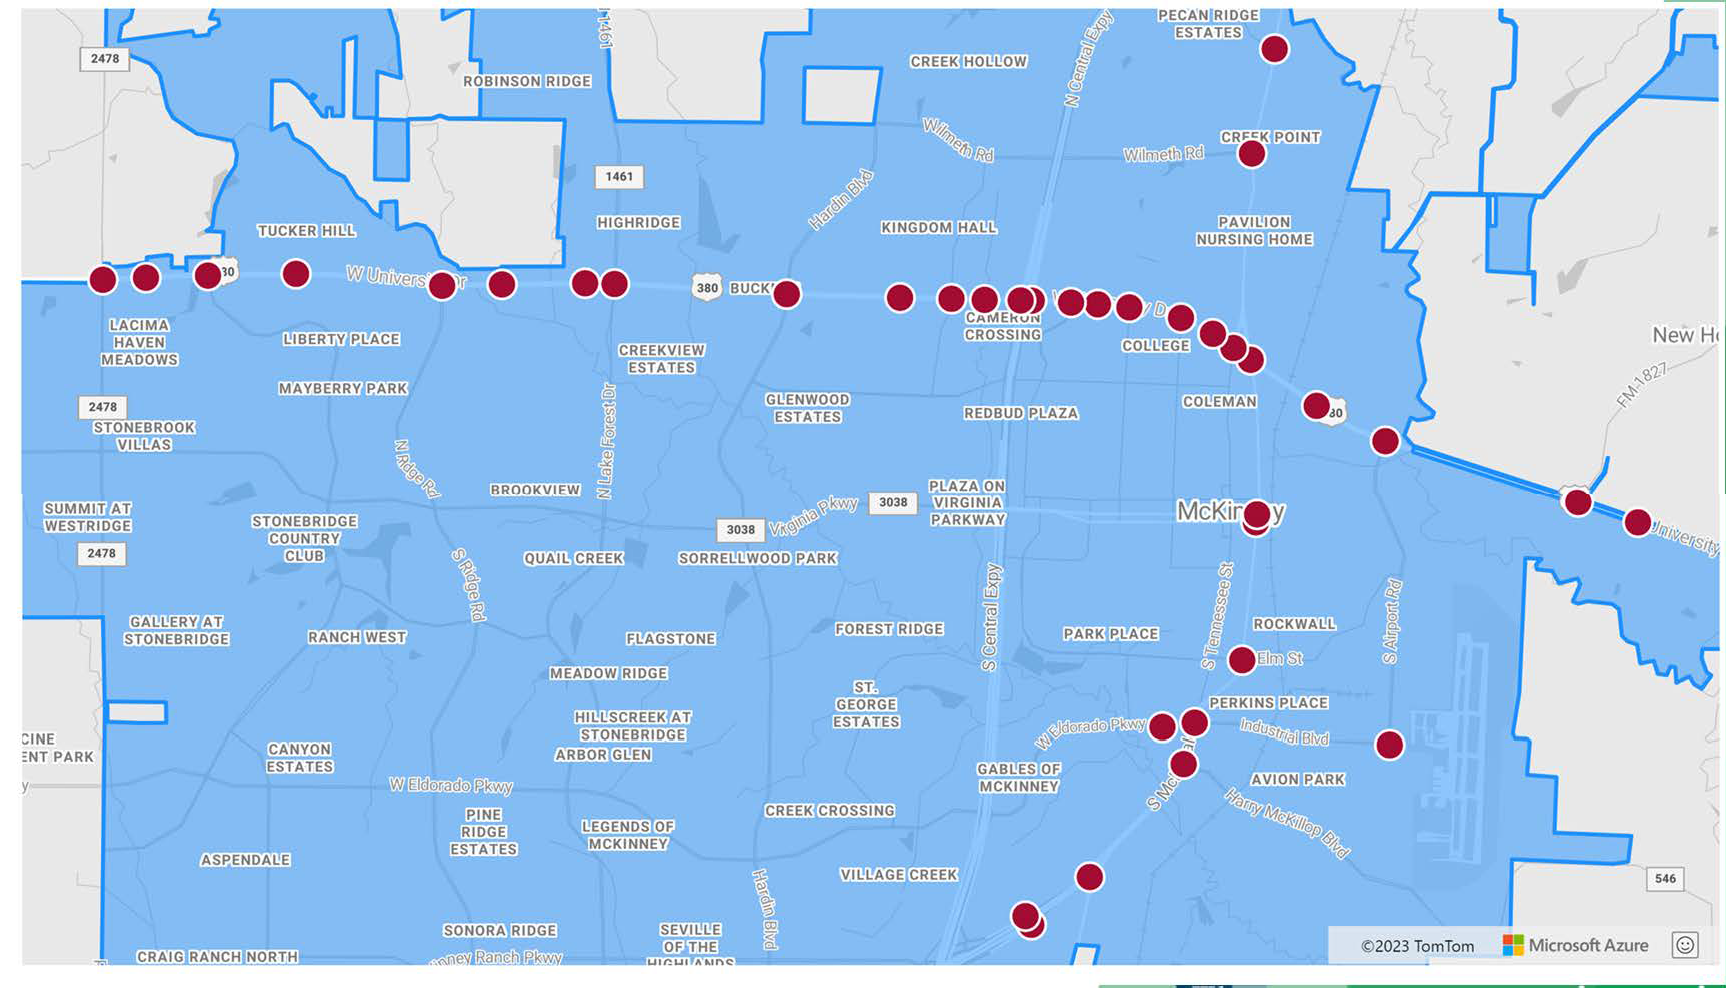 PECAN RIDGE
ESTATES
2478
N Central Expy
CREEK HOLLOW
ROBINSON RIDGE
1461
Wilmeth Rd
Wilmeth Rd
CREEK POINT
1461
Hardin Blvd
HIGHRIDGE
KINGDOM HALL
PAVILION
NURSING HOME
TUCKER HILL
W Univers
380
LACIMA
HAVEN
MEADOWS
LIBERTY PLACE
CAMERON
CROSSING
COLLEGE
New Ho
CREEKVIEW
ESTATES
FM-1827
MAYBERRY PARK
GLENWOOD
ESTATES
REDBUD PLAZA
COLEMAN
2478
STONEBROOK
VILLAS
N Ridge Rd
N Lake Forest Dr
BROOKVIEW
PLAZA ON
VIRGINIA
PARKWAY
3038
Virginia Pkwy
3038
SUMMIT AT
WESTRIDGE
STONEBRIDGE
COUNTRY
CLUB
2478
QUAIL CREEK
SORRELLWOOD PARK
University
S Ridge Rd
S Central Expy
S Tennessee St
S Airport Rd
GALLERY AT
STONEBRIDGE
RANCH WEST
FLAGSTONE
FOREST RIDGE
PARK PLACE
ROCKWALL
Elm St
MEADOW RIDGE
ST.
GEORGE
ESTATES
PERKINS PLACE
HILLSCREEK AT
STONEBRIDGE
W Eldorado Pkwy
Industrial Blvd
CINE
ENT PARK
CANYON
ESTATES
ARBOR GLEN
GABLES OF
MCKINNEY
AVION PARK
W Eldorado Pkwy
S Mc
Harry McKillop Blvd
CREEK CROSSING
PINE
RIDGE
ESTATES
LEGENDS OF
MCKINNEY
ASPENDALE
VILLAGE CREEK
546
Hardin Blvd
SONORA RIDGE
SEVILLE
OF THE
HIGHLANDS
CRAIG RANCH NORTH
inney Ranch Pkwy
©2023 TomTom
Microsoft Azure